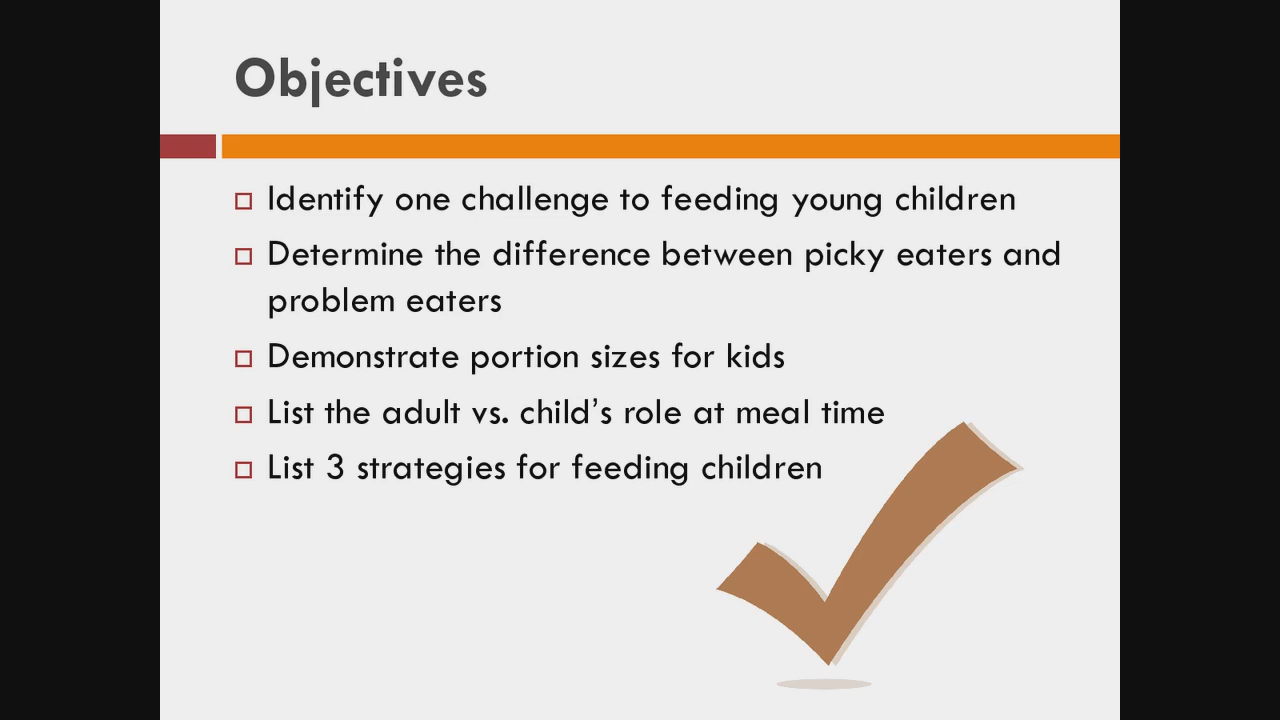 Objectives
Identify one challenge to feeding young children
Determine the difference between picky eaters and
problem eaters
Demonstrate portion sizes for kids
List the adult vs. child’s role at meal time
List 3 strategies for feeding children